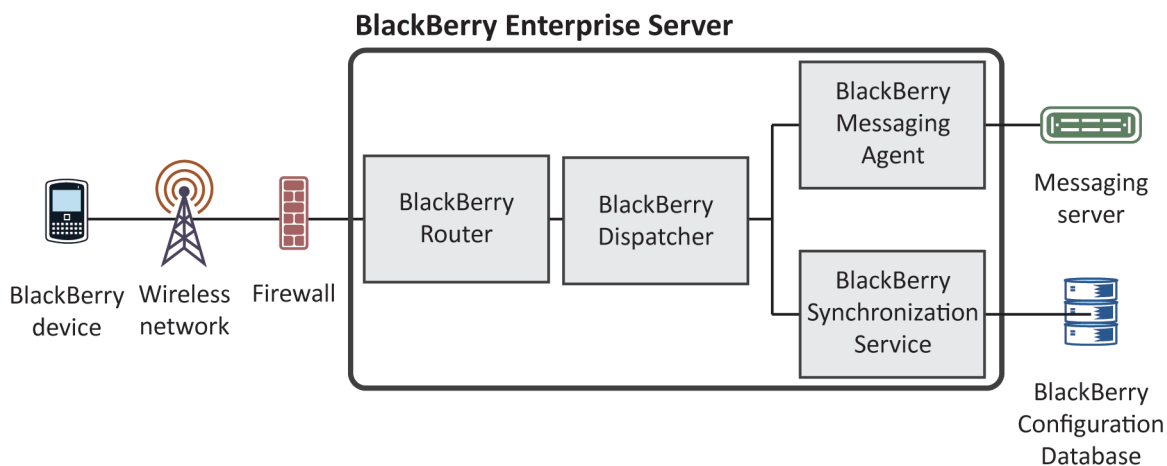 BlackBerry Enterprise Server
BlackBerry
Messaging
Agent
Messaging
server
BlackBerry
Router
BlackBerry
Dispatcher
BlackBerry
Synchronization
Service
BlackBerry
device
Wireless
network
Firewall
BlackBerry
Configuration
Database